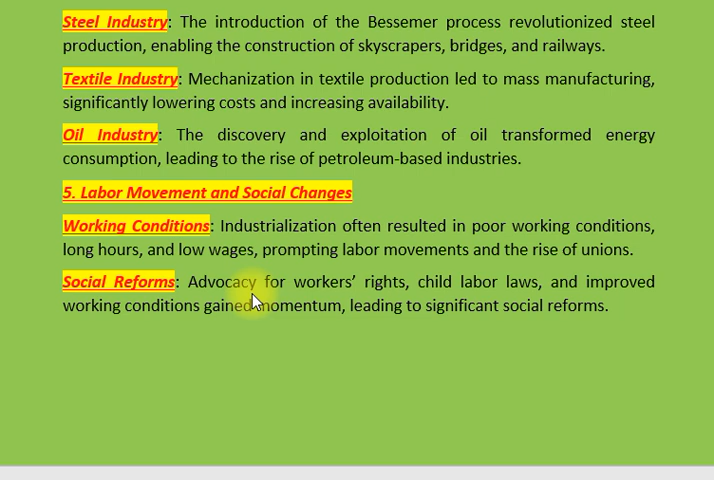 Steel Industry: The introduction of the Bessemer process revolutionized steel
production, enabling the construction of skyscrapers, bridges, and railways.
Textile Industry: Mechanization in textile production led to mass manufacturing,
significantly lowering costs and increasing availability.
Oil Industry: The discovery and exploitation of oil transformed energy
consumption, leading to the rise of petroleum-based industries.
5. Labor Movement and Social Changes
Working Conditions: Industrialization often resulted in poor working conditions,
long hours, and low wages, prompting labor movements and the rise of unions.
Social Reforms: Advocacy for workers’ rights, child labor laws, and improved
working conditions gained momentum, leading to significant social reforms.